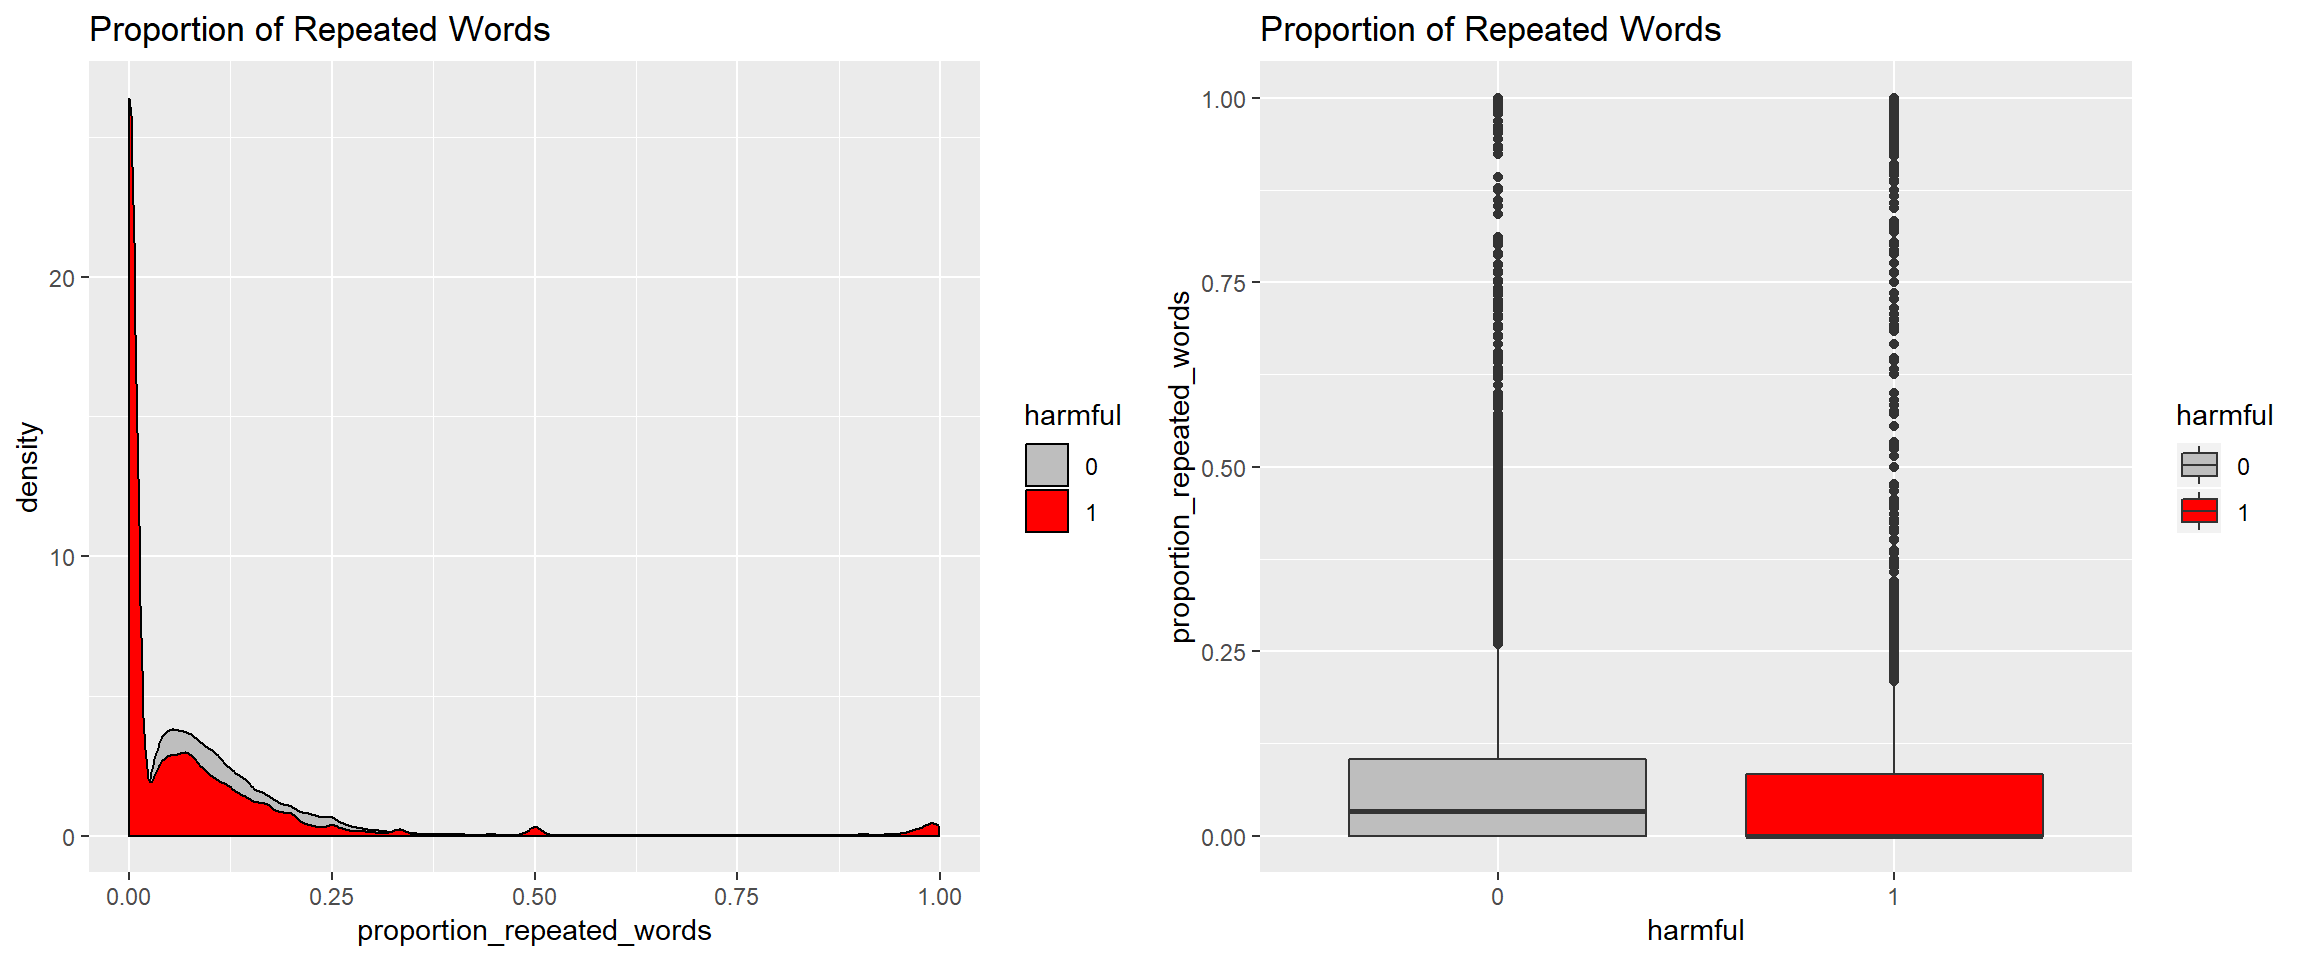 Proportion of Repeated Words
density
20
10
0
0.00 0.25 0.50 0.75 1.00
proportion_repeated_words
harmful
0
1
Proportion of Repeated Words
proportion_repeated_words
1.00
0.75
0.50
0.25
0.00
0 1
harmful
harmful
0
1